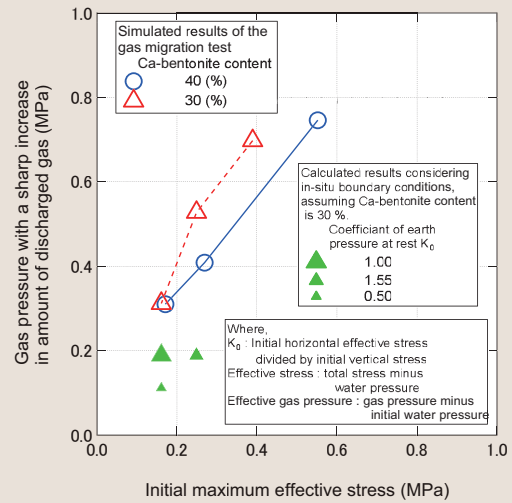 Gas pressure with a sharp increase
in amount of discharged gas (MPa)
1.0
0.8
0.6
0.4
0.2
0.0
Simulated results of the
gas migration test
Ca-bentonite content
40 (%)
30 (%)
Calculated results considering
in-situ boundary conditions,
assuming Ca-bentonite content
is 30 %.
Coefficiant of earth
pressure at rest K0
1.00
1.55
0.50
Where,
K0 : Initial horizontal effective stress
divided by initial vertical stress
Effective stress : total stress minus
water pressure
Effective gas pressure : gas pressure minus
initial water pressure
0.0 0.2 0.4 0.6 0.8 1.0
Initial maximum effective stress (MPa)